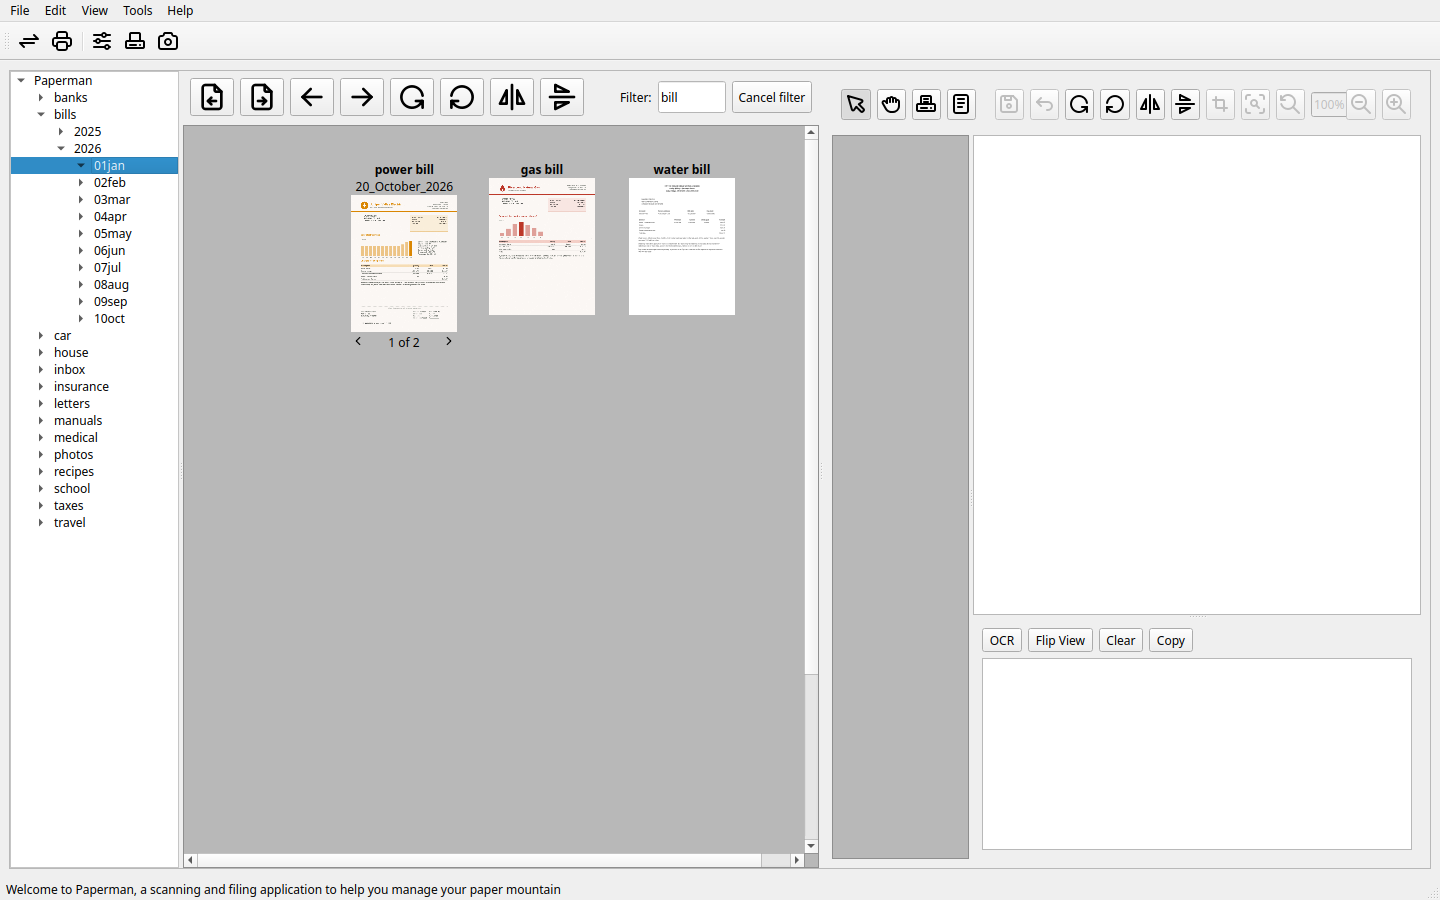 File Edit View Tools Help
Filter: bill Cancel filter
100%
Paperman
banks
bills
2025
2026
01jan
02feb
03mar
04apr
05may
06jun
07jul
08aug
09sep
10oct
car
house
inbox
insurance
letters
manuals
medical
photos
recipes
school
taxes
travel
power bill
20_October_2026
1 of 2
gas bill
water bill
OCR Flip View Clear Copy
Welcome to Paperman, a scanning and filing application to help you manage your paper mountain